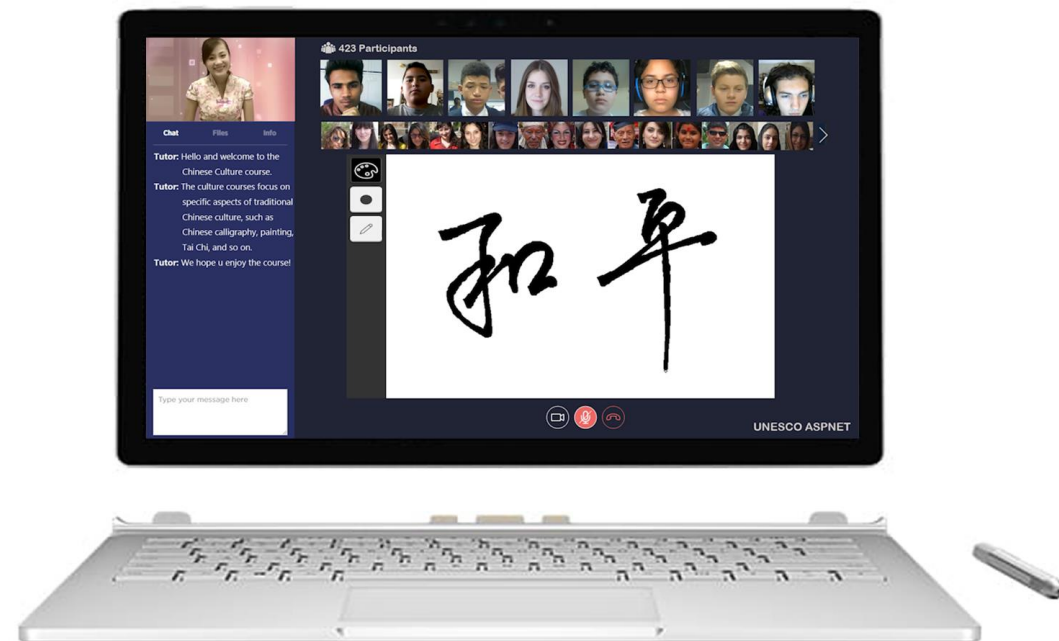 423 Participants
Chat Files Info
Tutor: Hello and welcome to the
Chinese Culture course.
Tutor: The culture courses focus on
specific aspects of traditional
Chinese culture, such as
Chinese calligraphy, painting,
Tai Chi, and so on.
Tutor: We hope u enjoy the course!
Type your message here
和平
UNESCO ASPNET